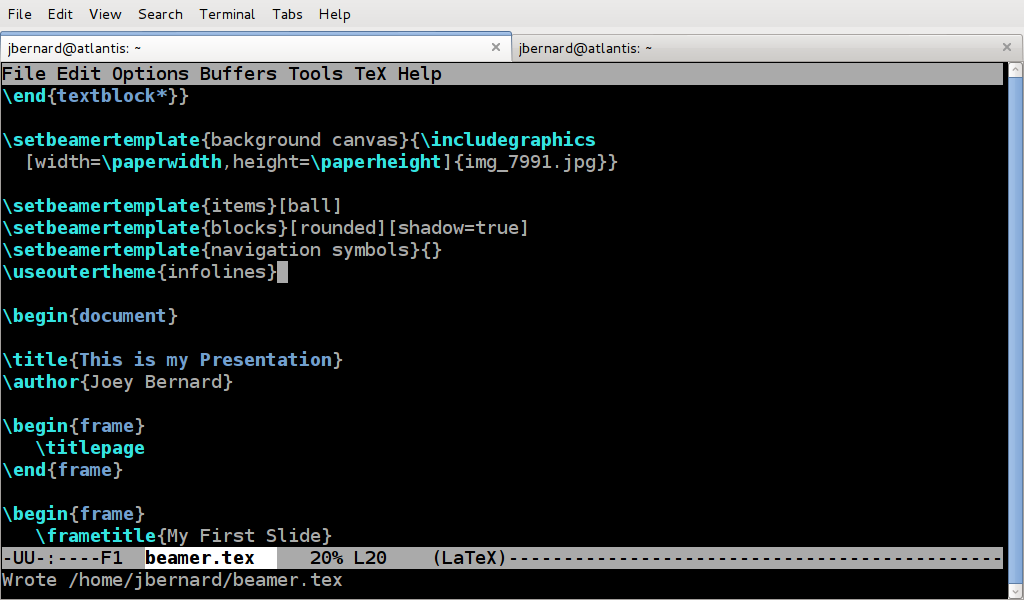 File Edit View Search Terminal Tabs Help
jbernard@atlantis: ~ × jbernard@atlantis: ~ ×
File Edit Options Buffers Tools TeX Help
\end{textblock*}}
\setbeamertemplate{background canvas}{\includegraphics
  [width=\paperwidth,height=\paperheight]{img_7991.jpg}}
\setbeamertemplate{items}[ball]
\setbeamertemplate{blocks}[rounded][shadow=true]
\setbeamertemplate{navigation symbols}{}
\useoutertheme{infolines}
\begin{document}
\title{This is my Presentation}
\author{Joey Bernard}
\begin{frame}
   \titlepage
\end{frame}
\begin{frame}
   \frametitle{My First Slide}
-UU-:----F1  beamer.tex     20% L20    (LaTeX)---------------------------------------------
Wrote /home/jbernard/beamer.tex